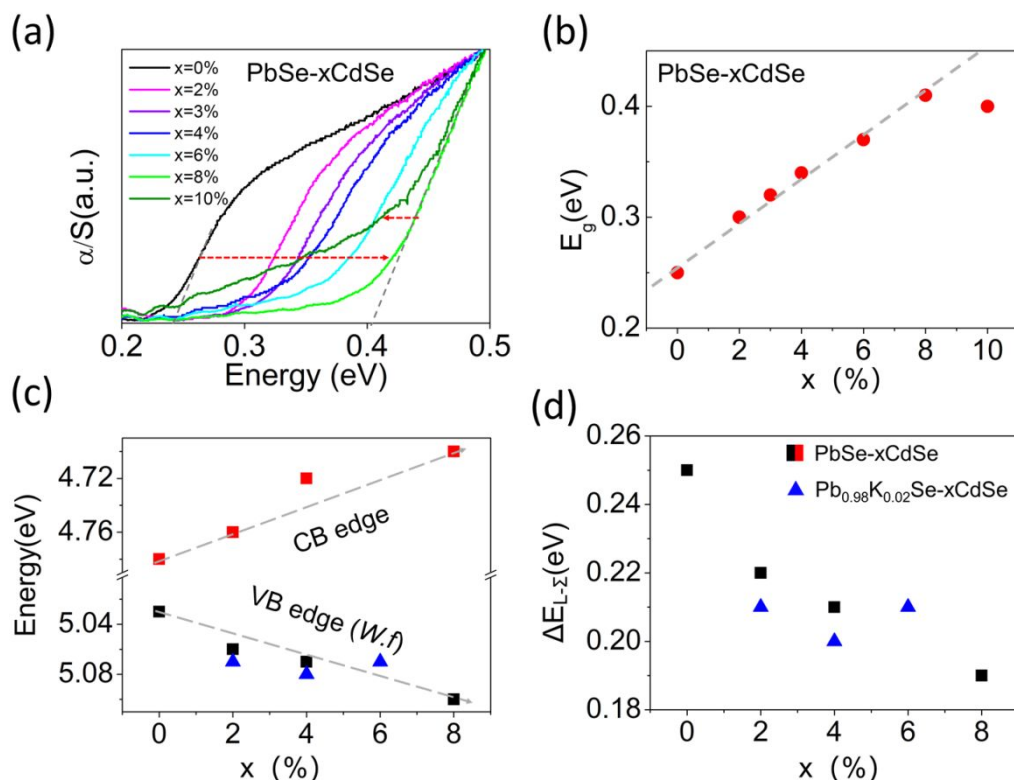 (a)
x=0%
x=2%
x=3%
x=4%
x=6%
x=8%
x=10%
PbSe-xCdSe
α/S(a.u.)
0.2 0.3 0.4 0.5
Energy (eV)
(b)
PbSe-xCdSe
0.4
0.3
0.2
E_g(eV)
0 2 4 6 8 10
x (%)
(c)
4.72
4.76
5.04
5.08
Energy(eV)
CB edge
VB edge (W.f)
0 2 4 6 8
x (%)
(d)
0.26
0.24
0.22
0.20
0.18
ΔE_{L-Σ}(eV)
PbSe-xCdSe
Pb₀.₉₈K₀.₀₂Se-xCdSe
0 2 4 6 8
x (%)